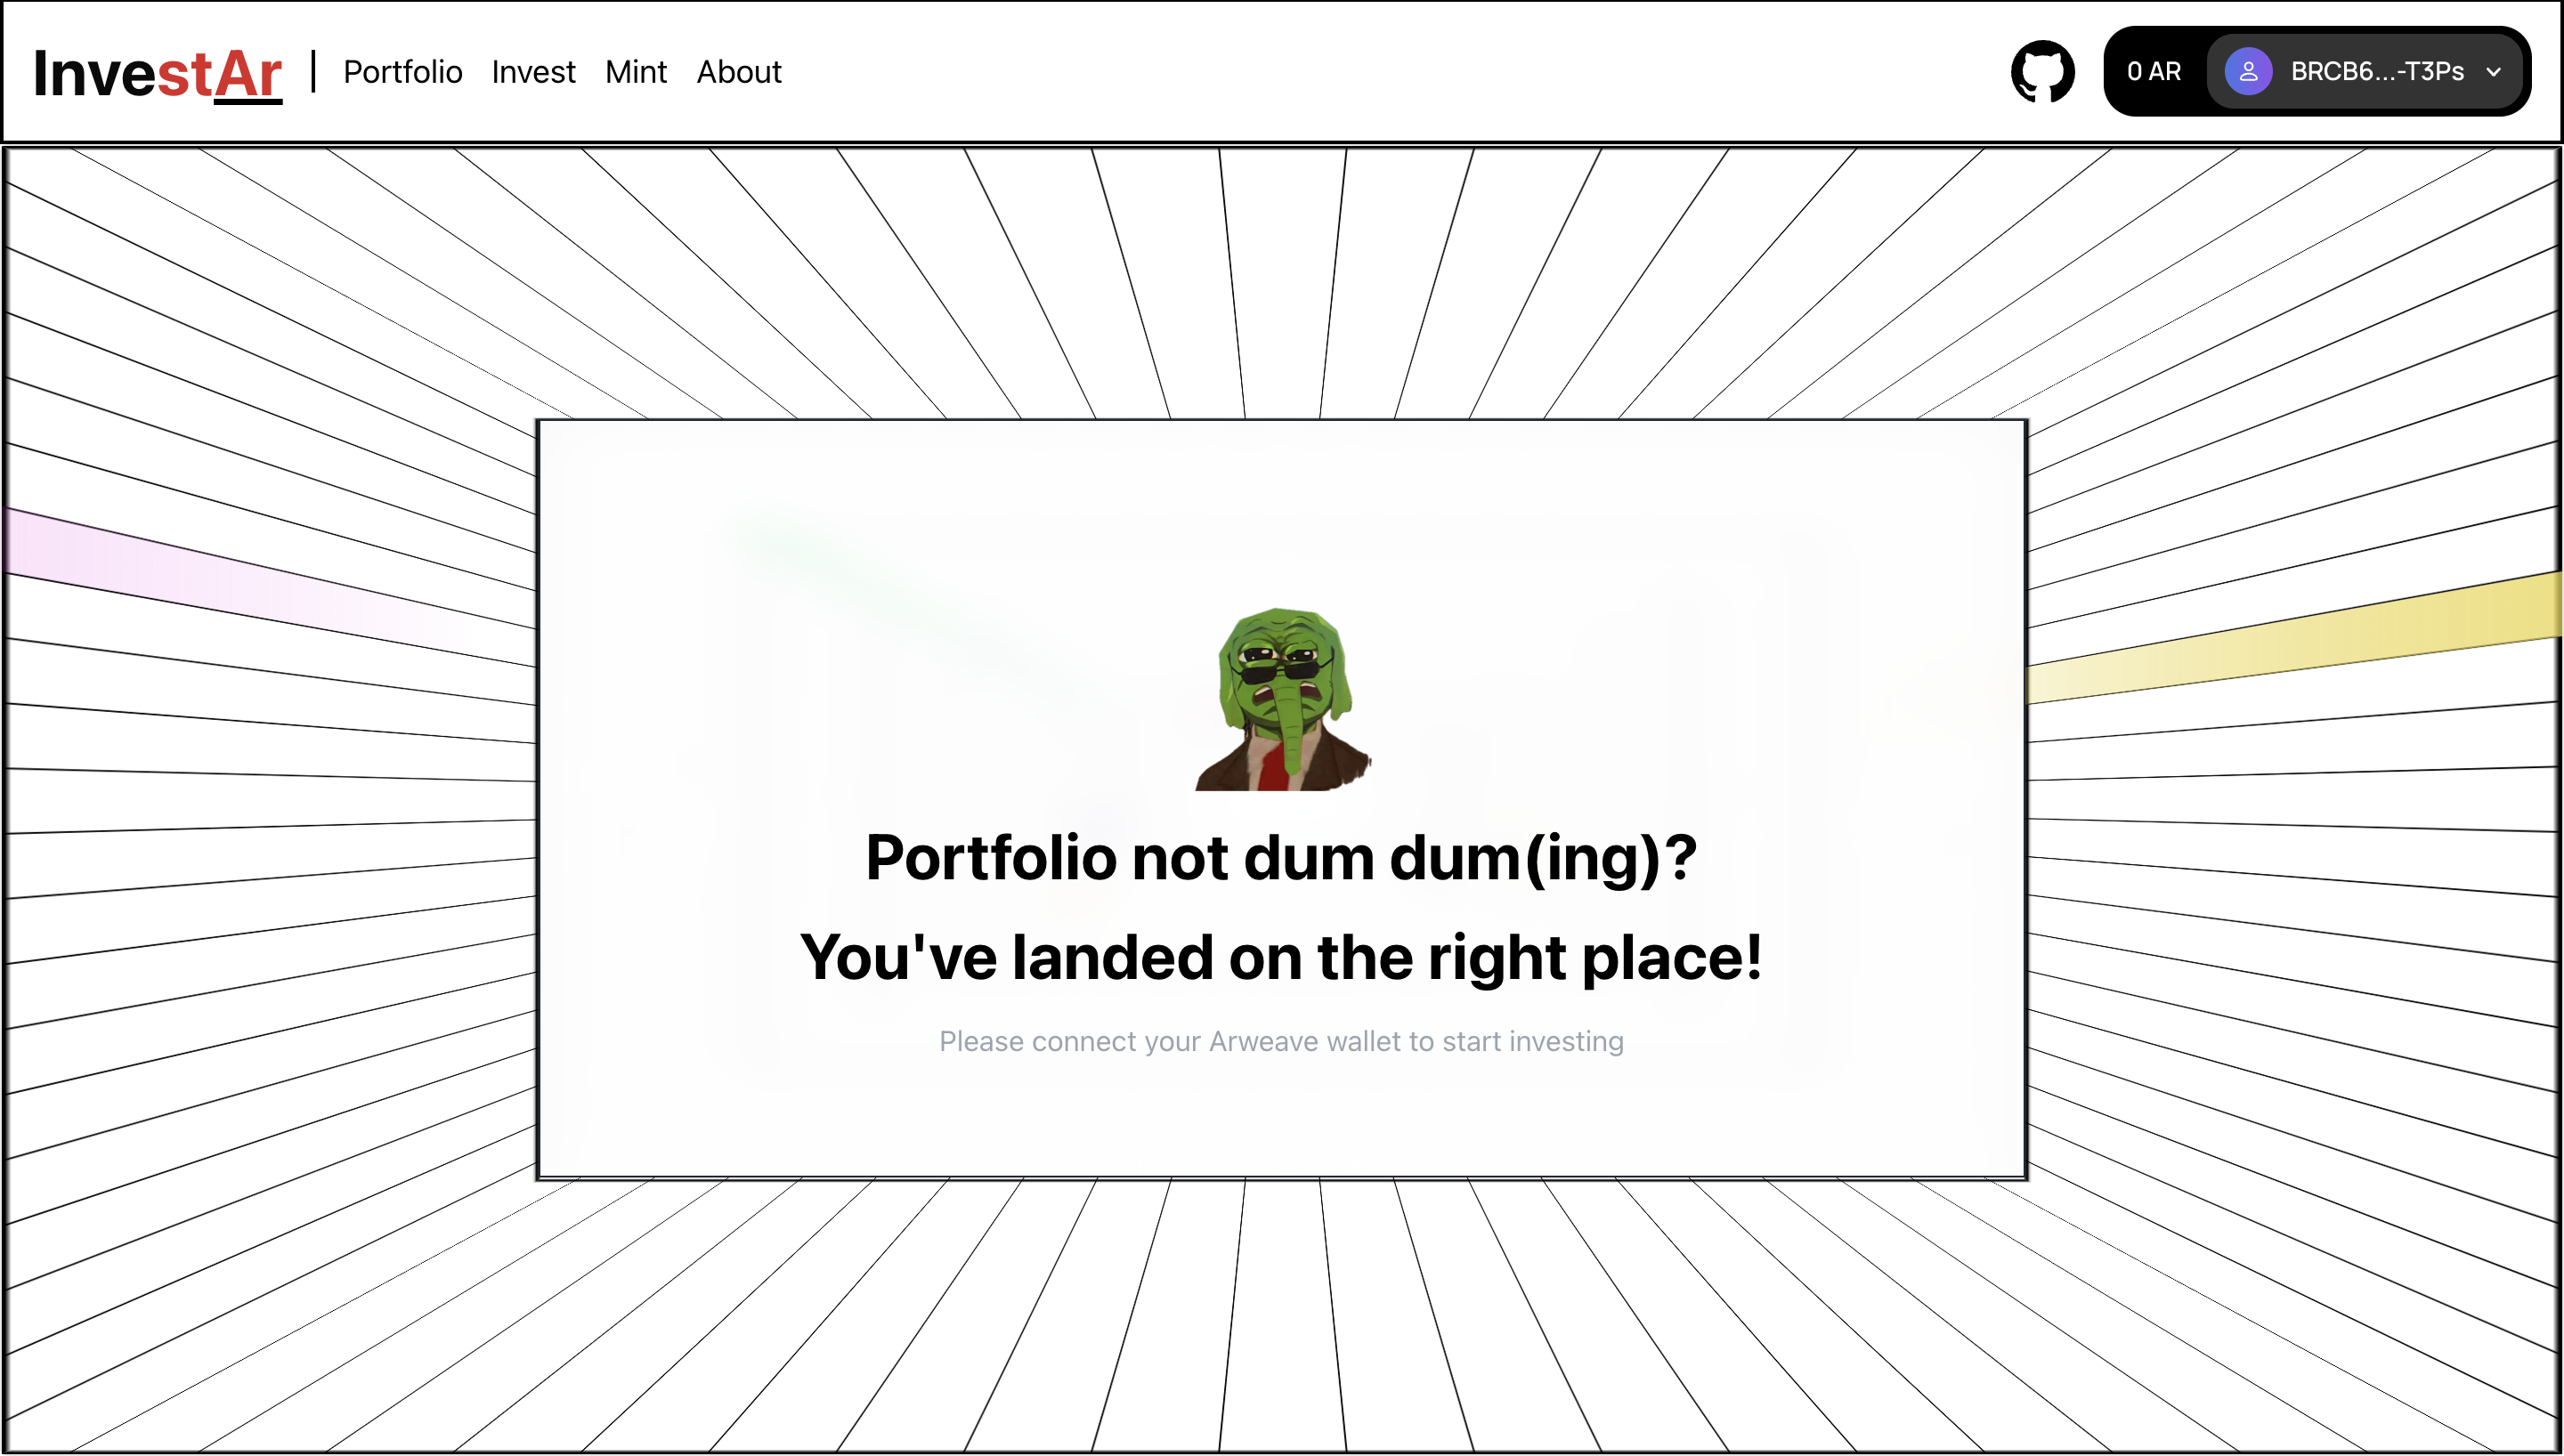 InvestAr
Portfolio Invest Mint About
0 AR
BRCB6...-T3Ps
Portfolio not dum dum(ing)?
You've landed on the right place!
Please connect your Arweave wallet to start investing